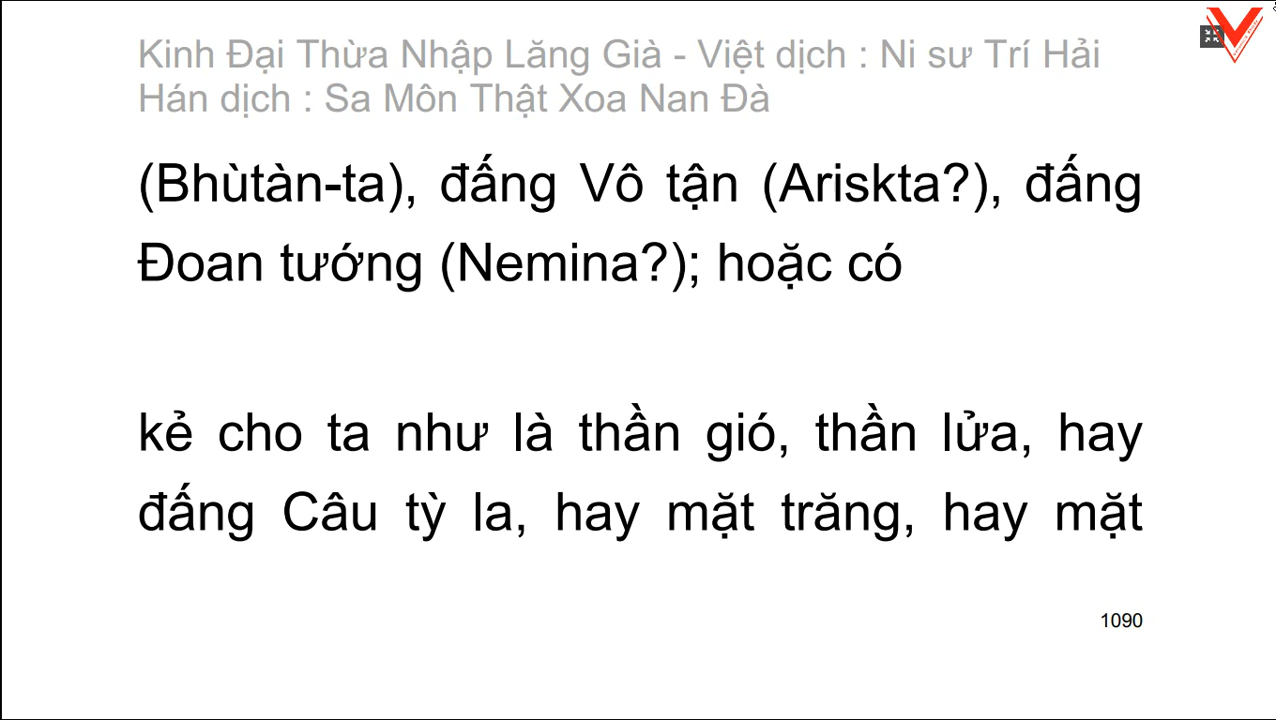 Kinh Đại Thừa Nhập Lăng Già - Việt dịch : Ni sư Trí Hải
Hán dịch : Sa Môn Thật Xoa Nan Đà
(Bhùtàn-ta), đấng Vô tận (Ariskta?), đấng
Đoan tướng (Nemina?); hoặc có
kẻ cho ta như là thần gió, thần lửa, hay
đấng Câu tỳ la, hay mặt trăng, hay mặt
1090